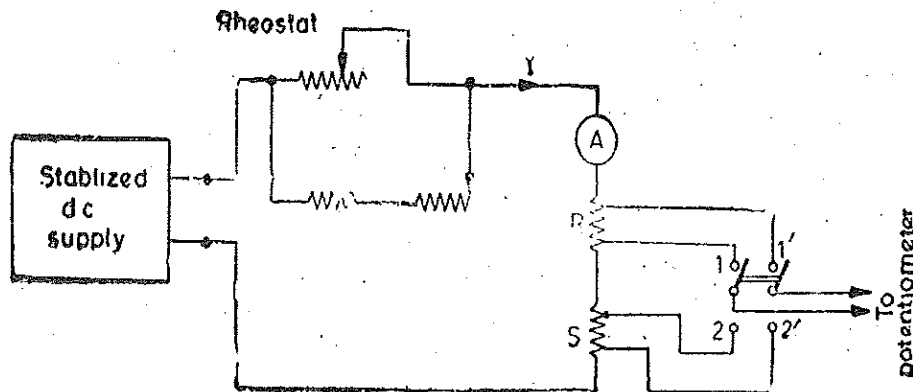 Rheostat
I
A
Stablized
d c
supply
R
1
1'
S
2
2'
To
potentiometer